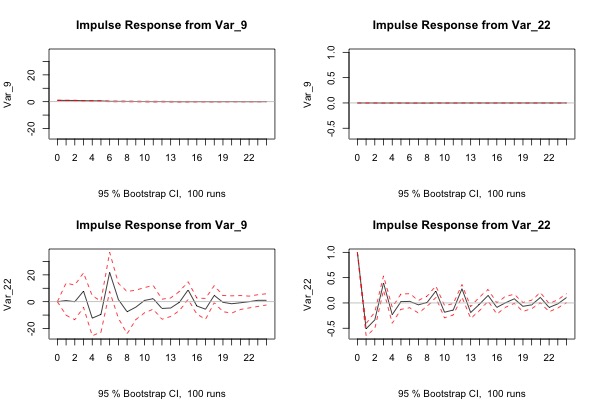 Impulse Response from Var_9
Var_9
-20
0
20
0 2 4 6 8 10 13 16 19 22
95 % Bootstrap CI, 100 runs
Impulse Response from Var_22
Var_9
-0.5
0.0
0.5
1.0
0 2 4 6 8 10 13 16 19 22
95 % Bootstrap CI, 100 runs
Impulse Response from Var_9
Var_22
-20
0
20
0 2 4 6 8 10 13 16 19 22
95 % Bootstrap CI, 100 runs
Impulse Response from Var_22
Var_22
-0.5
0.0
0.5
1.0
0 2 4 6 8 10 13 16 19 22
95 % Bootstrap CI, 100 runs